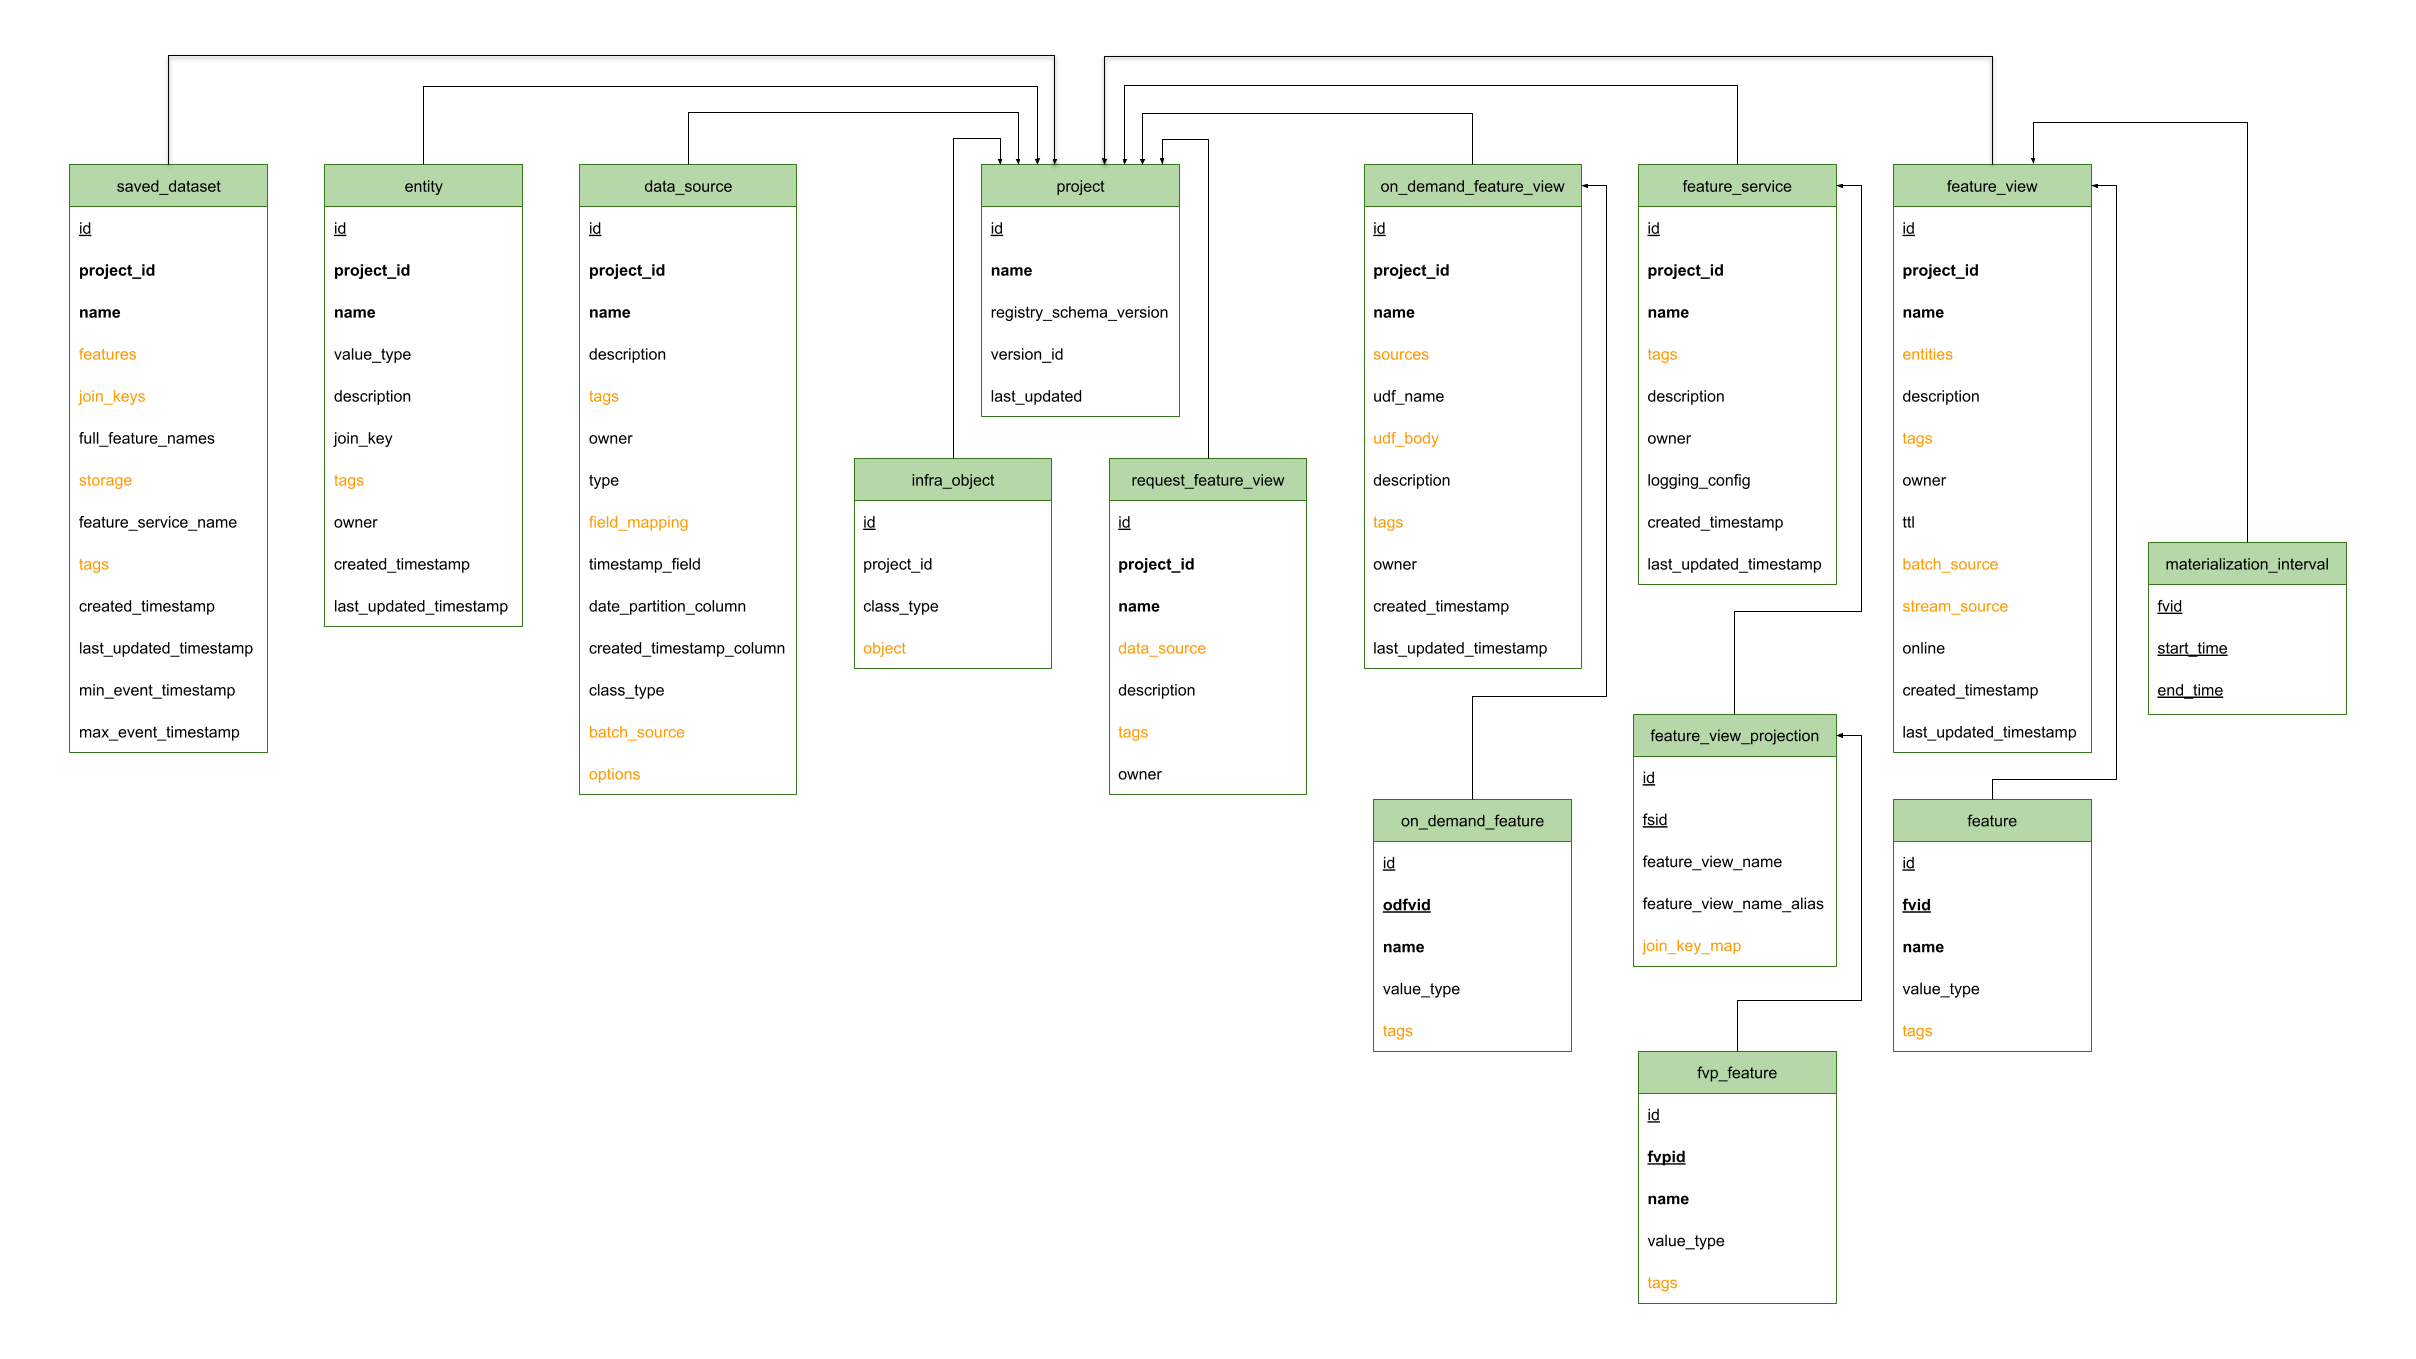 saved_dataset
id
project_id
name
features
join_keys
full_feature_names
storage
feature_service_name
tags
created_timestamp
last_updated_timestamp
min_event_timestamp
max_event_timestamp
entity
id
project_id
name
value_type
description
join_key
tags
owner
created_timestamp
last_updated_timestamp
data_source
id
project_id
name
description
tags
owner
type
field_mapping
timestamp_field
date_partition_column
created_timestamp_column
class_type
batch_source
options
project
id
name
registry_schema_version
version_id
last_updated
infra_object
id
project_id
class_type
object
request_feature_view
id
project_id
name
data_source
description
tags
owner
on_demand_feature_view
id
project_id
name
sources
udf_name
udf_body
description
tags
owner
created_timestamp
last_updated_timestamp
on_demand_feature
id
odfvid
name
value_type
tags
feature_service
id
project_id
name
tags
description
owner
logging_config
created_timestamp
last_updated_timestamp
feature_view_projection
id
fsid
feature_view_name
feature_view_name_alias
join_key_map
fvp_feature
id
fvpid
name
value_type
tags
feature_view
id
project_id
name
entities
description
tags
owner
ttl
batch_source
stream_source
online
created_timestamp
last_updated_timestamp
feature
id
fvid
name
value_type
tags
materialization_interval
fvid
start_time
end_time